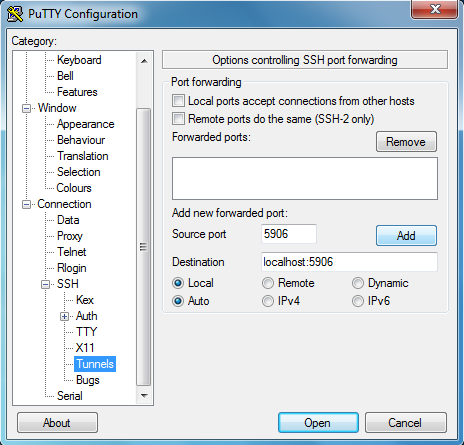 PuTTY Configuration
Category:
Keyboard
Bell
Features
Window
Appearance
Behaviour
Translation
Selection
Colours
Connection
Data
Proxy
Telnet
Rlogin
SSH
Kex
Auth
TTY
X11
Tunnels
Bugs
Serial
Options controlling SSH port forwarding
Port forwarding
Local ports accept connections from other hosts
Remote ports do the same (SSH-2 only)
Forwarded ports:
Remove
Add new forwarded port:
Source port 5906 Add
Destination localhost:5906
Local Remote Dynamic
Auto IPv4 IPv6
About Open Cancel